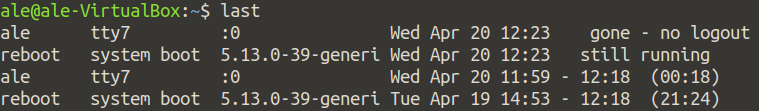 ale@ale-VirtualBox:~$ last
ale      tty7         :0               Wed Apr 20 12:23    gone - no logout
reboot   system boot  5.13.0-39-generi Wed Apr 20 12:23   still running
ale      tty7         :0               Wed Apr 20 11:59 - 12:18  (00:18)
reboot   system boot  5.13.0-39-generi Tue Apr 19 14:53 - 12:18  (21:24)